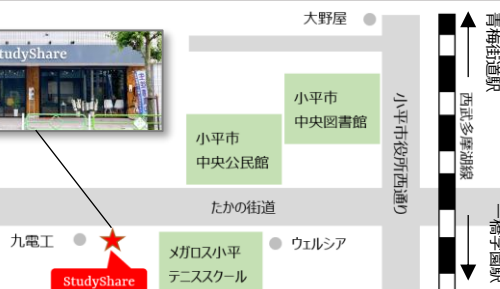 大野屋
青梅街道駅
tudyShare
小平市
中央図書館
小平市
中央公民館
小平市役所西通り
西武多摩湖線
たかの街道
一橋学園駅
九電工
メガロス小平
テニススクール
ウェルシア
StudyShare